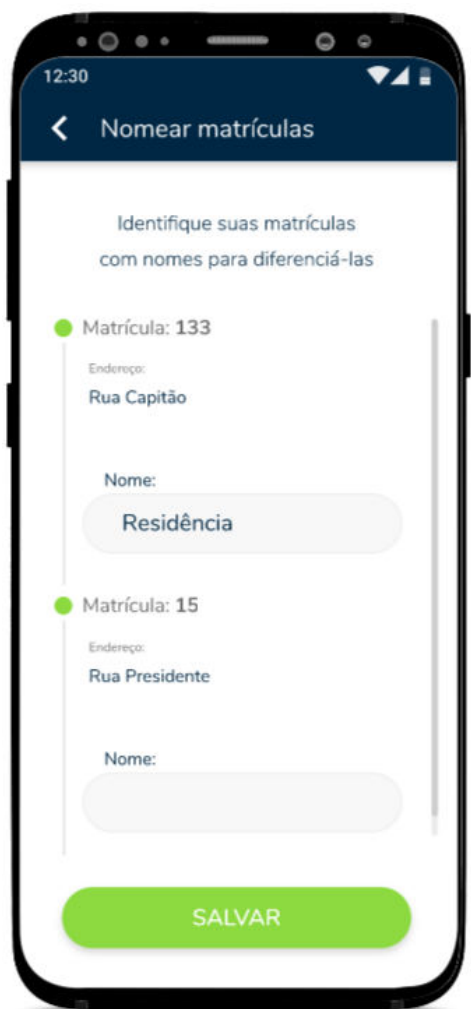 12:30
Nomear matrículas
Identifique suas matrículas
com nomes para diferenciá-las
Matrícula: 133
Endereço:
Rua Capitão
Nome:
Residência
Matrícula: 15
Endereço:
Rua Presidente
Nome:
SALVAR